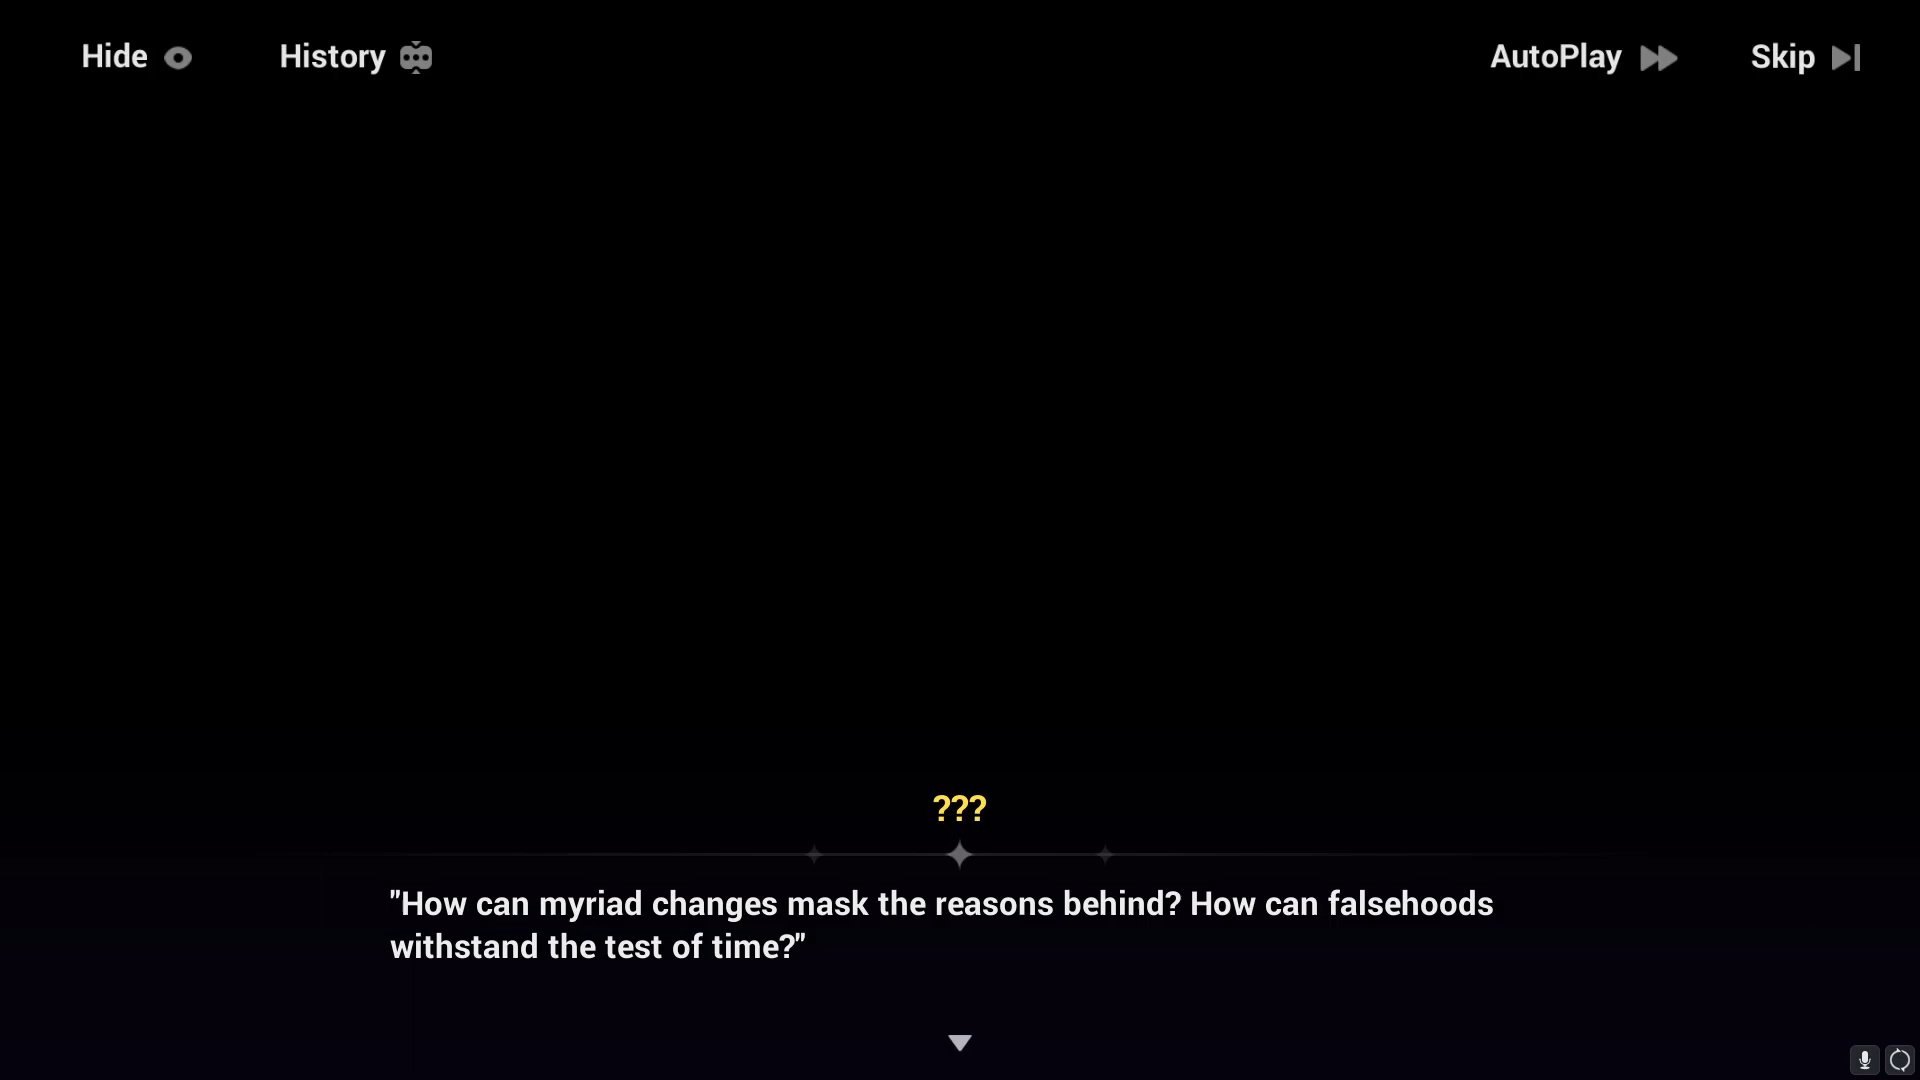 Hide
History
AutoPlay
Skip
???
"How can myriad changes mask the reasons behind? How can falsehoods
withstand the test of time?"